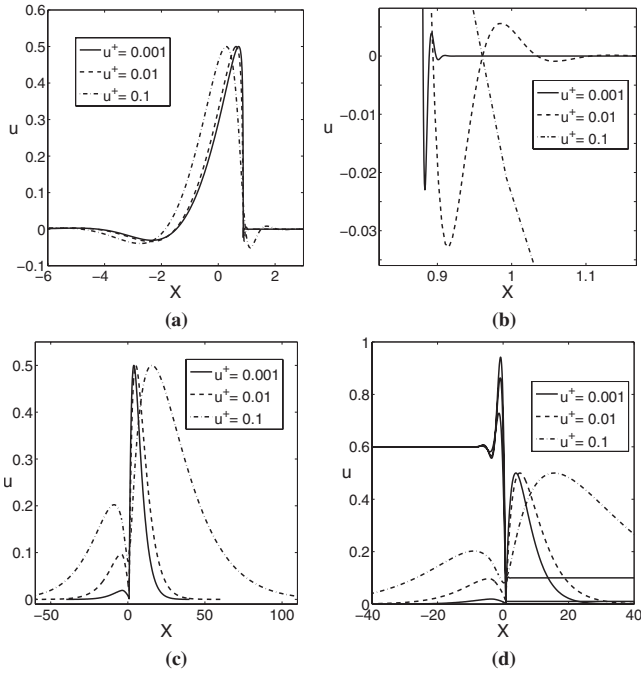 0.6
0.5
0.4
0.3
0.2
0.1
0
−0.1
u
−6 −4 −2 0 2
X
u⁺= 0.001
u⁺= 0.01
u⁺= 0.1
(a)
0
−0.01
−0.02
−0.03
u
0.9 1 1.1
X
u⁺= 0.001
u⁺= 0.01
u⁺= 0.1
(b)
0.5
0.4
0.3
0.2
0.1
0
u
−50 0 50 100
X
u⁺= 0.001
u⁺= 0.01
u⁺= 0.1
(c)
1
0.8
0.6
0.4
0.2
0
u
−40 −20 0 20 40
X
u⁺= 0.001
u⁺= 0.01
u⁺= 0.1
(d)